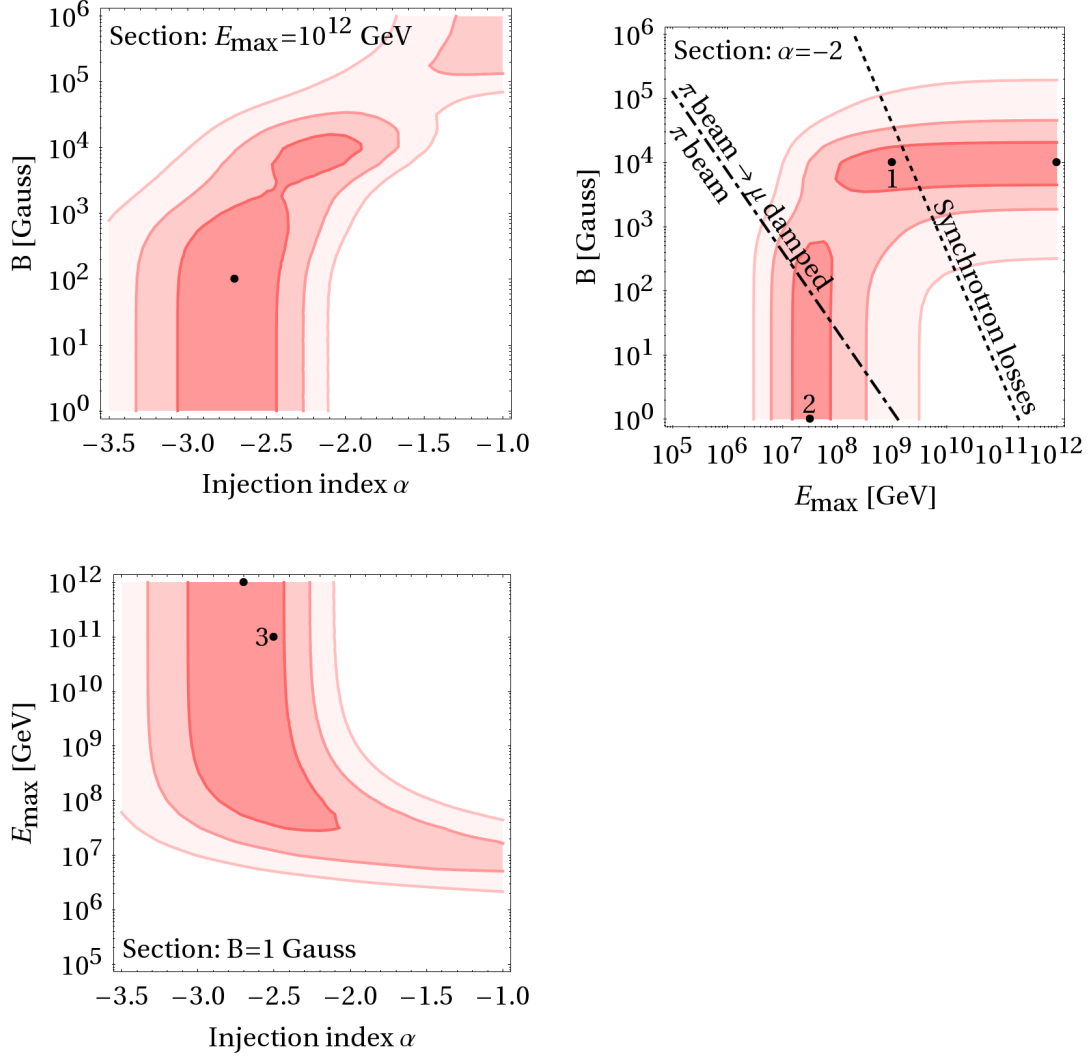 Section: Emax=10^12 GeV
B [Gauss]
10^6
10^5
10^4
10^3
10^2
10^1
10^0
−3.5 −3.0 −2.5 −2.0 −1.5 −1.0
Injection index α
Section: α=−2
π beam → μ damped
π beam
Synchrotron losses
1
2
B [Gauss]
10^6
10^5
10^4
10^3
10^2
10^1
10^0
10^5 10^6 10^7 10^8 10^9 10^10 10^11 10^12
Emax [GeV]
3
Section: B=1 Gauss
Emax [GeV]
10^12
10^11
10^10
10^9
10^8
10^7
10^6
10^5
−3.5 −3.0 −2.5 −2.0 −1.5 −1.0
Injection index α